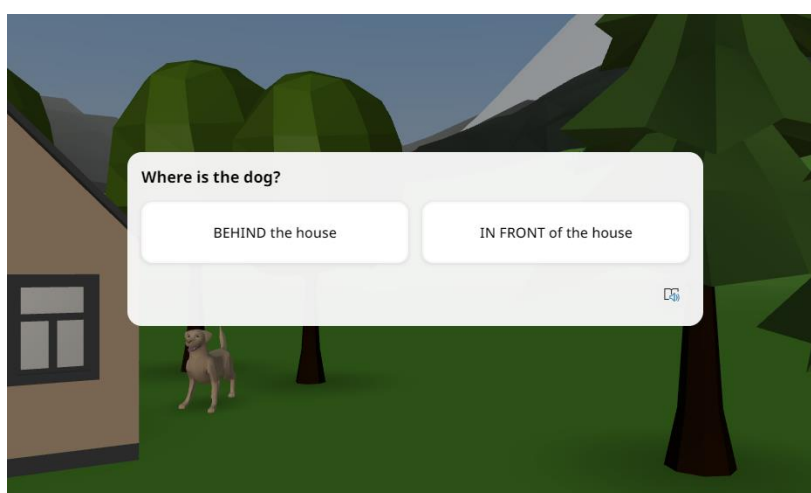 Where is the dog?
BEHIND the house
IN FRONT of the house